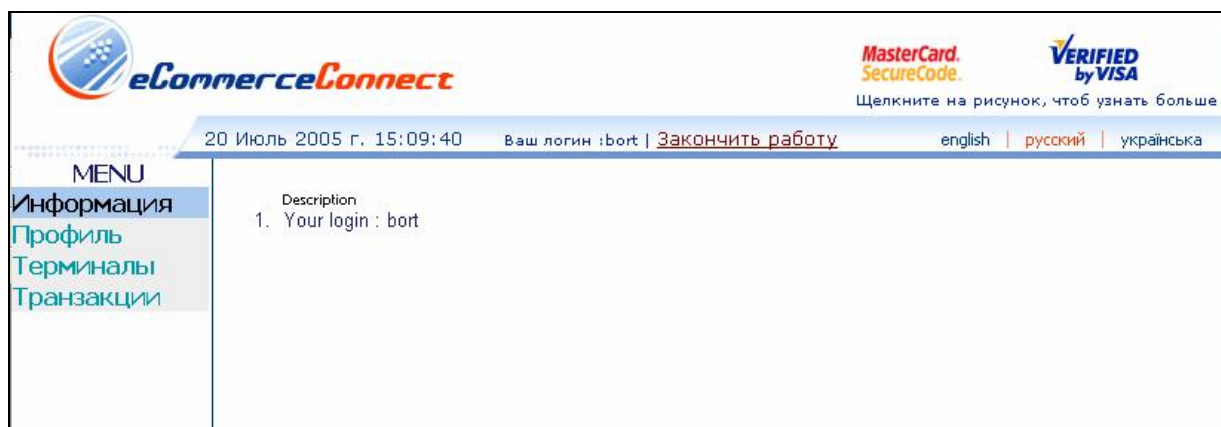 eCommerceConnect
MasterCard. SecureCode.
VERIFIED by VISA
Щелкните на рисунок, чтоб узнать больше
20 Июль 2005 г. 15:09:40 Ваш логин :bort | Закончить работу english | русский | українська
MENU
Информация
Профиль
Терминалы
Транзакции
Description
1. Your login : bort